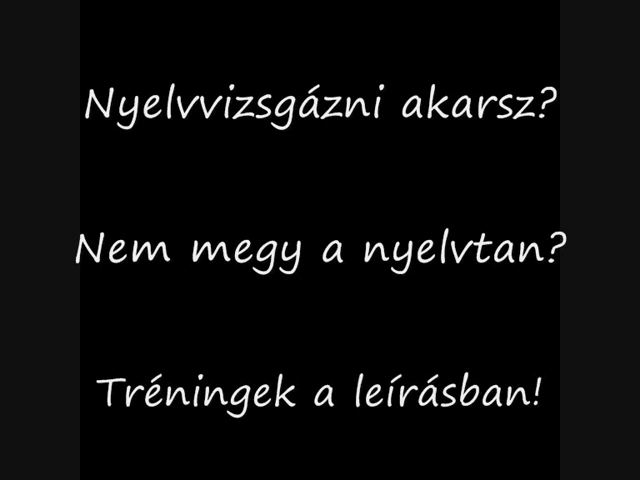 Nyelvvizsgázni akarsz?
Nem megy a nyelvtan?
Tréningek a leírásban!